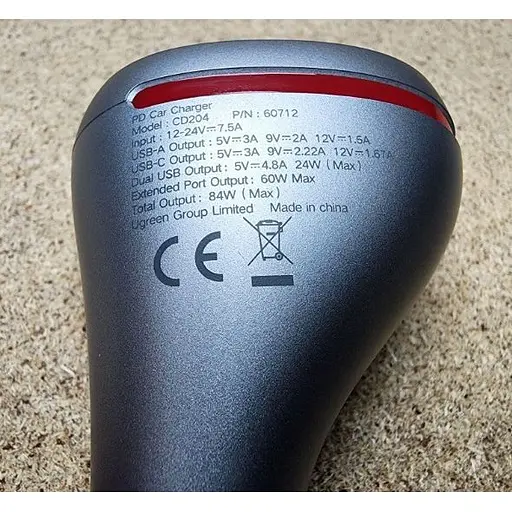 PD Car Charger
Model : CD204 P/N : 60712
Input : 12-24V⎓7.5A
USB-A Output : 5V⎓3A 9V⎓2A 12V⎓1.5A
USB-C Output : 5V⎓3A 9V⎓2.22A 12V⎓1.67A
Dual USB Output : 5V⎓4.8A 24W (Max)
Extended Port Output : 60W Max
Total Output : 84W (Max)
Ugreen Group Limited Made in china
CE